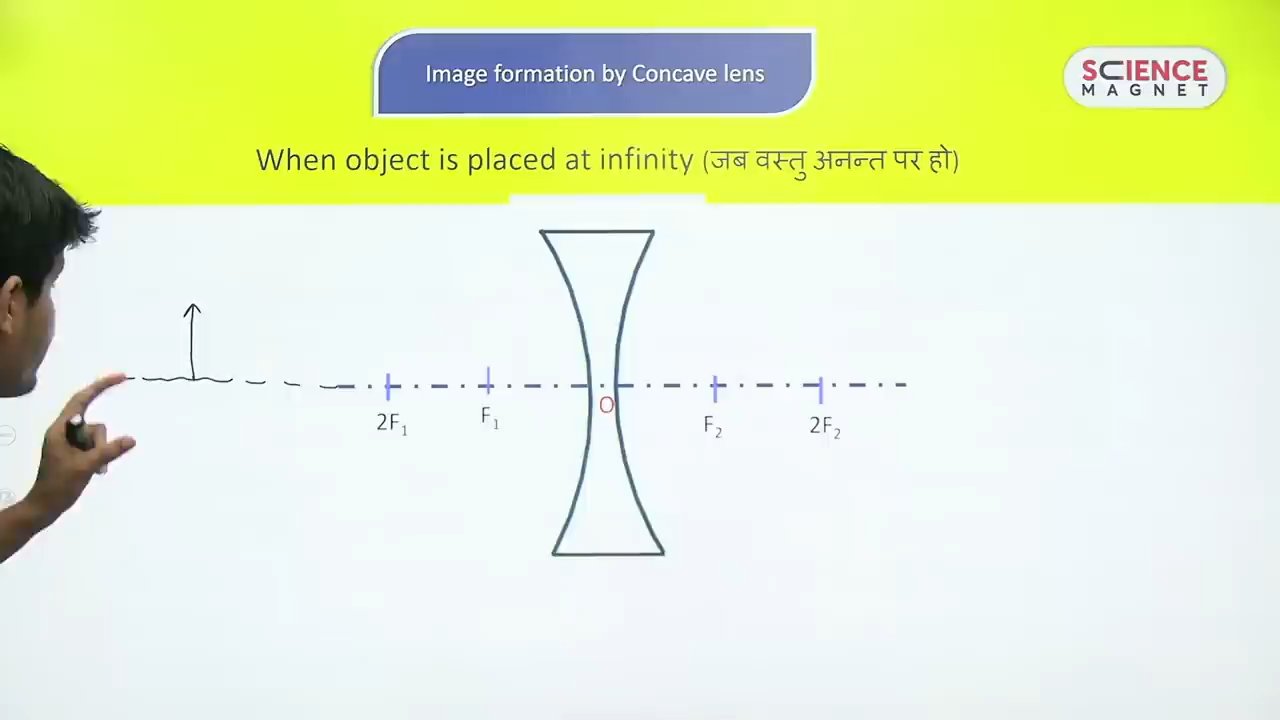 Image formation by Concave lens
SCIENCE
MAGNET
When object is placed at infinity (जब वस्तु अनन्त पर हो)
2F₁
F₁
O
F₂
2F₂